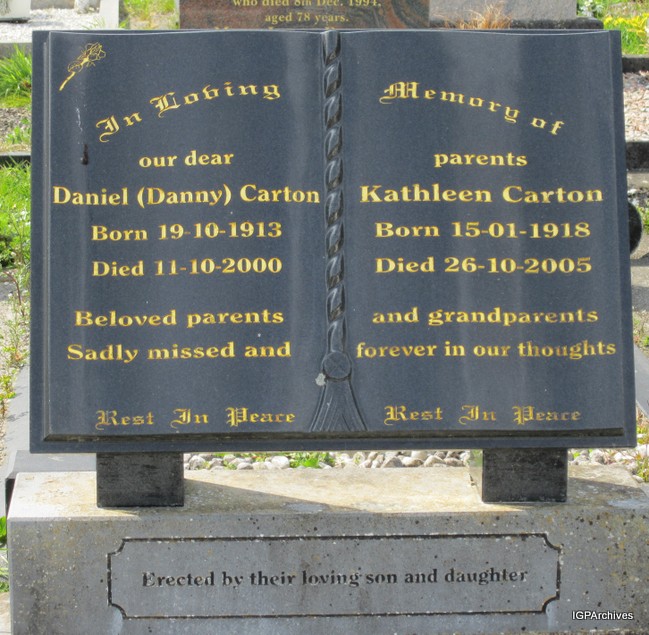 who died 8th Dec. 1994,
aged 78 years.
In Loving Memory of
our dear parents
Daniel (Danny) Carton
Born 19-10-1913
Died 11-10-2000
Kathleen Carton
Born 15-01-1918
Died 26-10-2005
Beloved parents and grandparents
Sadly missed and forever in our thoughts
Rest In Peace
Rest In Peace
Erected by their loving son and daughter
IGPArchives